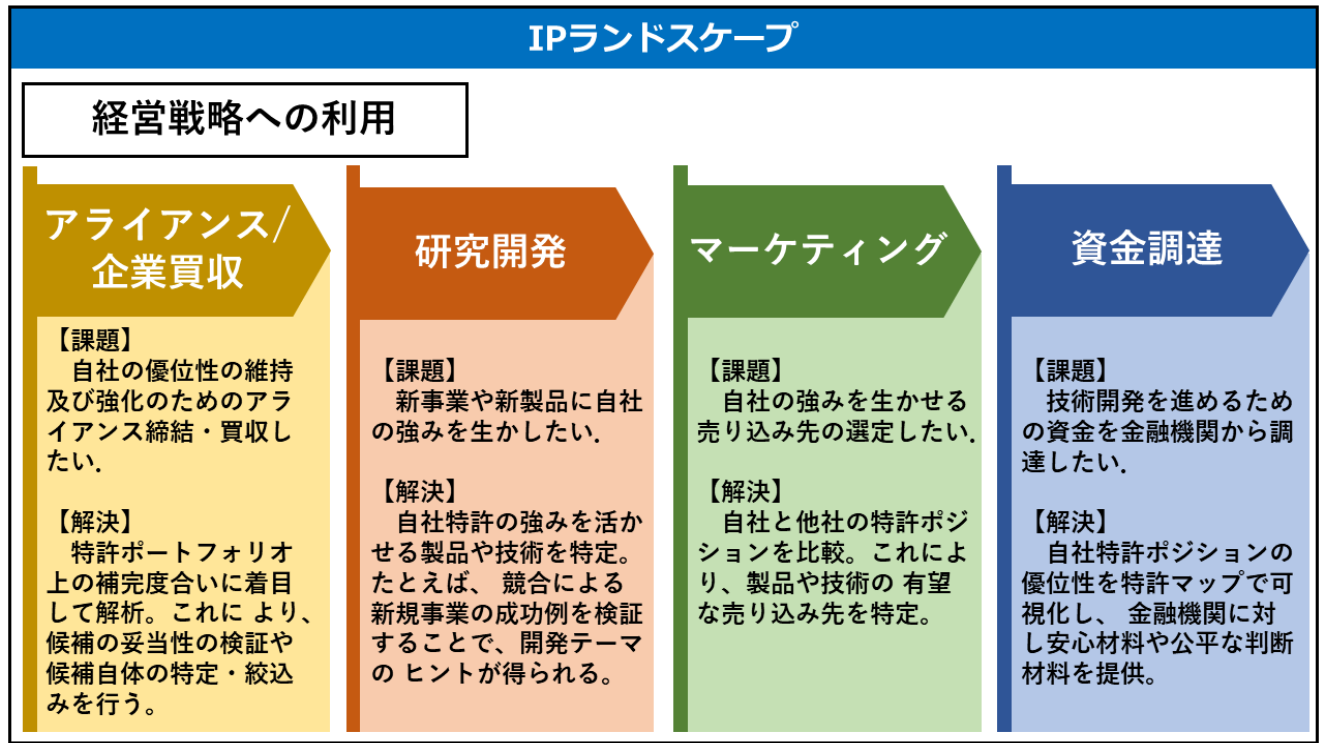 IPランドスケープ
経営戦略への利用
アライアンス/
企業買収
【課題】
　自社の優位性の維持
及び強化のためのアラ
イアンス締結・買収し
たい．
【解決】
　特許ポートフォリオ
上の補完度合いに着目
して解析。これに より、
候補の妥当性の検証や
候補自体の特定・絞込
みを行う。
研究開発
【課題】
　新事業や新製品に自社
の強みを生かしたい．
【解決】
　自社特許の強みを活か
せる製品や技術を特定。
たとえば、 競合による
新規事業の成功例を検証
することで、開発テーマ
の ヒントが得られる。
マーケティング
【課題】
　自社の強みを生かせる
売り込み先の選定したい．
【解決】
　自社と他社の特許ポジ
ションを比較。これによ
り、製品や技術の 有望
な売り込み先を特定。
資金調達
【課題】
　技術開発を進めるため
の資金を金融機関から調
達したい．
【解決】
　自社特許ポジションの
優位性を特許マップで可
視化し、 金融機関に対
し安心材料や公平な判断
材料を提供。